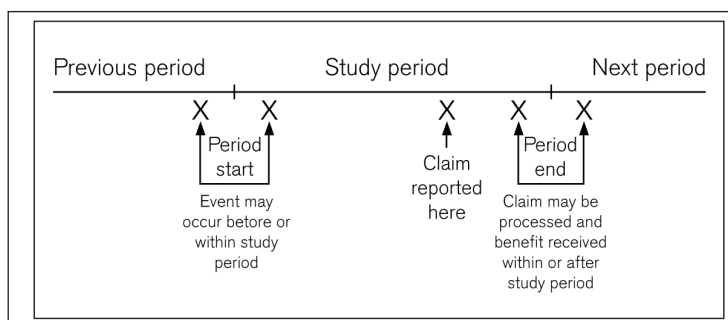 Previous period Study period Next period
X X X X X
Period
start
Event may
occur betore or
within study
period
Claim
reported
here
Period
end
Claim may be
processed and
benefit received
within or after
study period